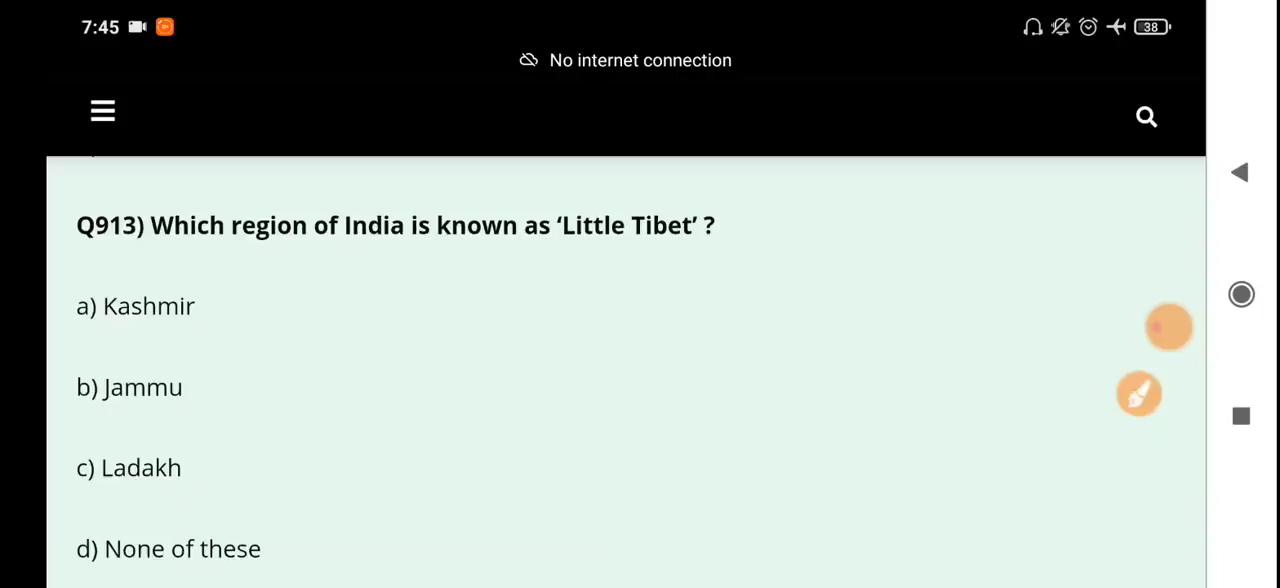 7:45
38
No internet connection
Q913) Which region of India is known as ‘Little Tibet’ ?
a) Kashmir
b) Jammu
c) Ladakh
d) None of these